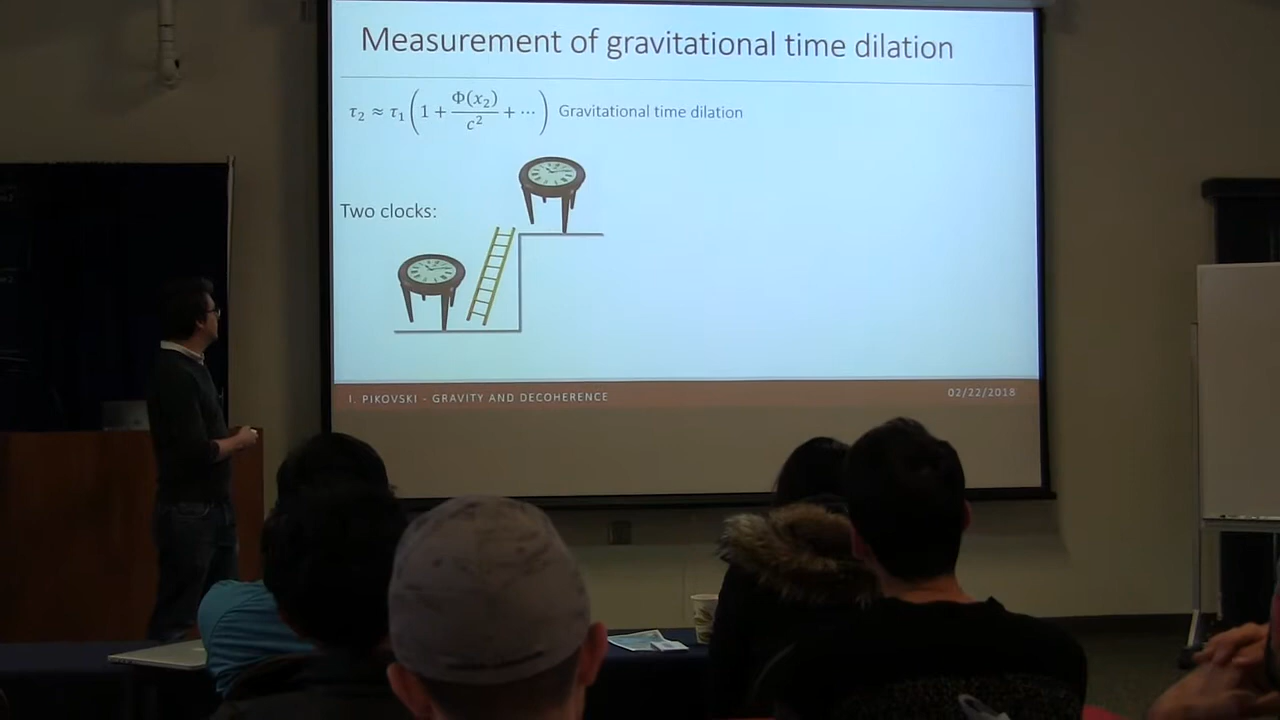 Measurement of gravitational time dilation
τ₂ ≈ τ₁ (1 + Φ(x₂)/c² + ⋯) Gravitational time dilation
Two clocks:
I. PIKOVSKI - GRAVITY AND DECOHERENCE
02/22/2018